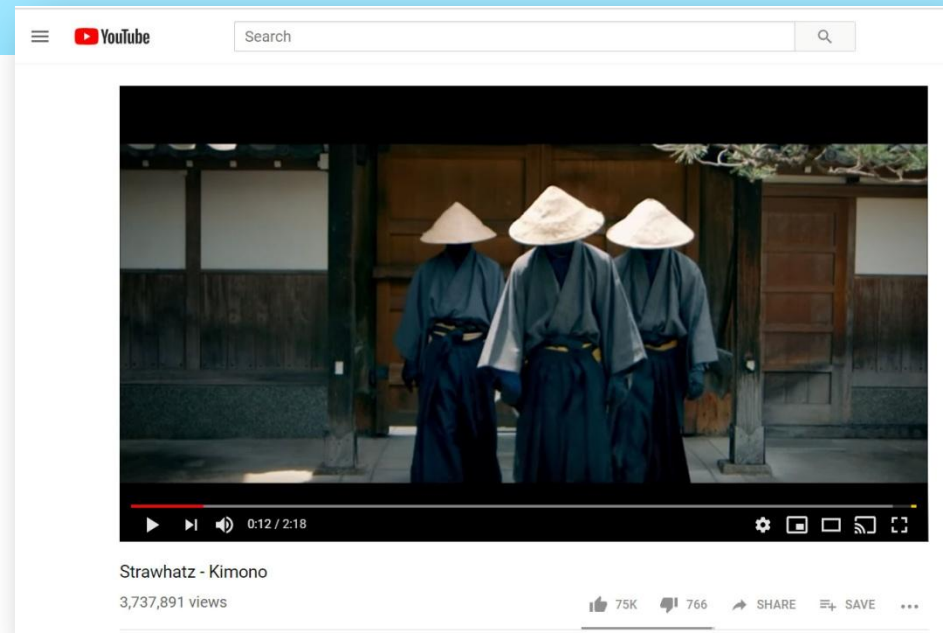 YouTube
Search
0:12 / 2:18
Strawhatz - Kimono
3,737,891 views
75K 766 SHARE SAVE